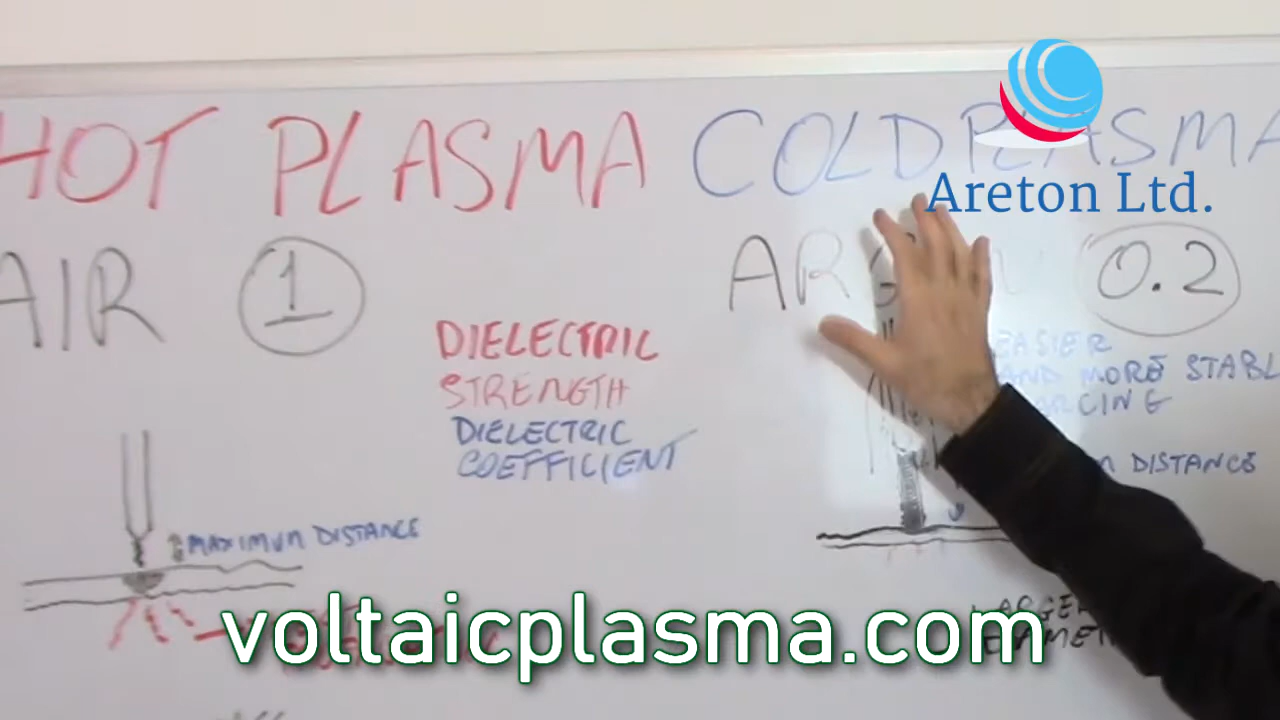 HOT PLASMA
COLD PLASMA
Areton Ltd.
AIR 1
ARG
0.2
DIELECTRIC
STRENGTH
DIELECTRIC
COEFFICIENT
EASIER
AND MORE STABL
ARCING
DISTANCE
MAXIMUM DISTANCE
voltaicplasma.com